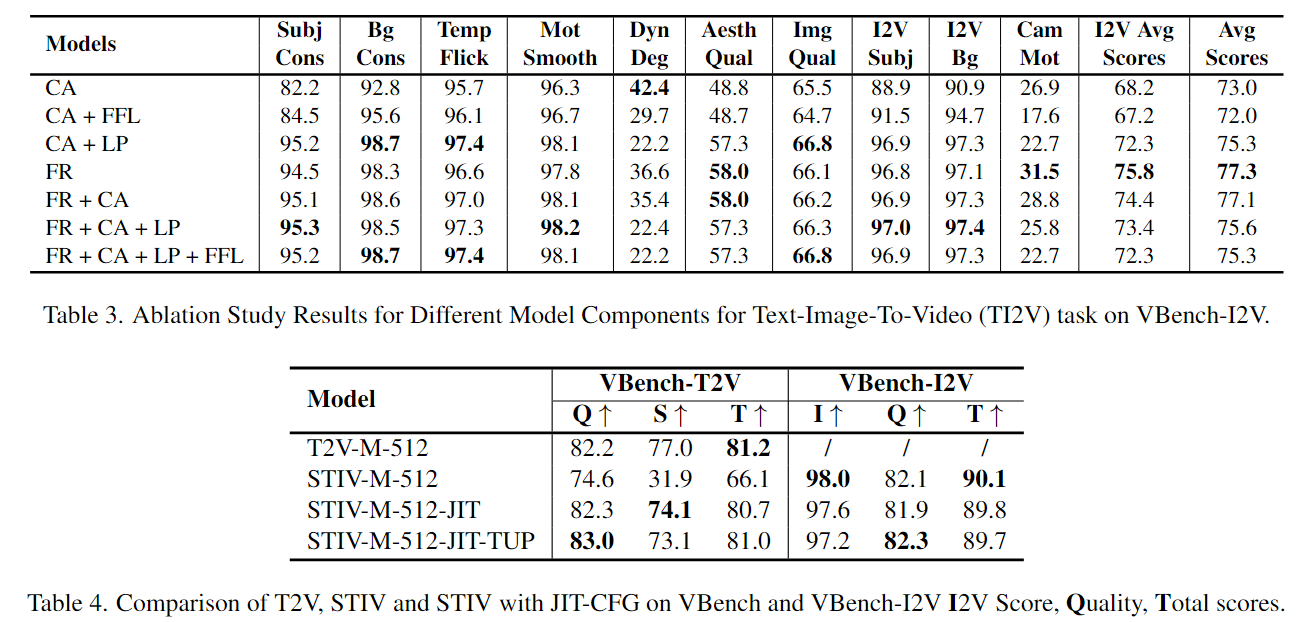 Models Subj Cons Bg Cons Temp Flick Mot Smooth Dyn Deg Aesth Qual Img Qual I2V Subj I2V Bg Cam Mot I2V Avg Scores Avg Scores
CA 82.2 92.8 95.7 96.3 42.4 48.8 65.5 88.9 90.9 26.9 68.2 73.0
CA + FFL 84.5 95.6 96.1 96.7 29.7 48.7 64.7 91.5 94.7 17.6 67.2 72.0
CA + LP 95.2 98.7 97.4 98.1 22.2 57.3 66.8 96.9 97.3 22.7 72.3 75.3
FR 94.5 98.3 96.6 97.8 36.6 58.0 66.1 96.8 97.1 31.5 75.8 77.3
FR + CA 95.1 98.6 97.0 98.1 35.4 58.0 66.2 96.9 97.3 28.8 74.4 77.1
FR + CA + LP 95.3 98.5 97.3 98.2 22.4 57.3 66.3 97.0 97.4 25.8 73.4 75.6
FR + CA + LP + FFL 95.2 98.7 97.4 98.1 22.2 57.3 66.8 96.9 97.3 22.7 72.3 75.3
Table 3. Ablation Study Results for Different Model Components for Text-Image-To-Video (TI2V) task on VBench-I2V.
Model VBench-T2V VBench-I2V
Q ↑ S ↑ T ↑ I ↑ Q ↑ T ↑
T2V-M-512 82.2 77.0 81.2 / / /
STIV-M-512 74.6 31.9 66.1 98.0 82.1 90.1
STIV-M-512-JIT 82.3 74.1 80.7 97.6 81.9 89.8
STIV-M-512-JIT-TUP 83.0 73.1 81.0 97.2 82.3 89.7
Table 4. Comparison of T2V, STIV and STIV with JIT-CFG on VBench and VBench-I2V I2V Score, Quality, Total scores.